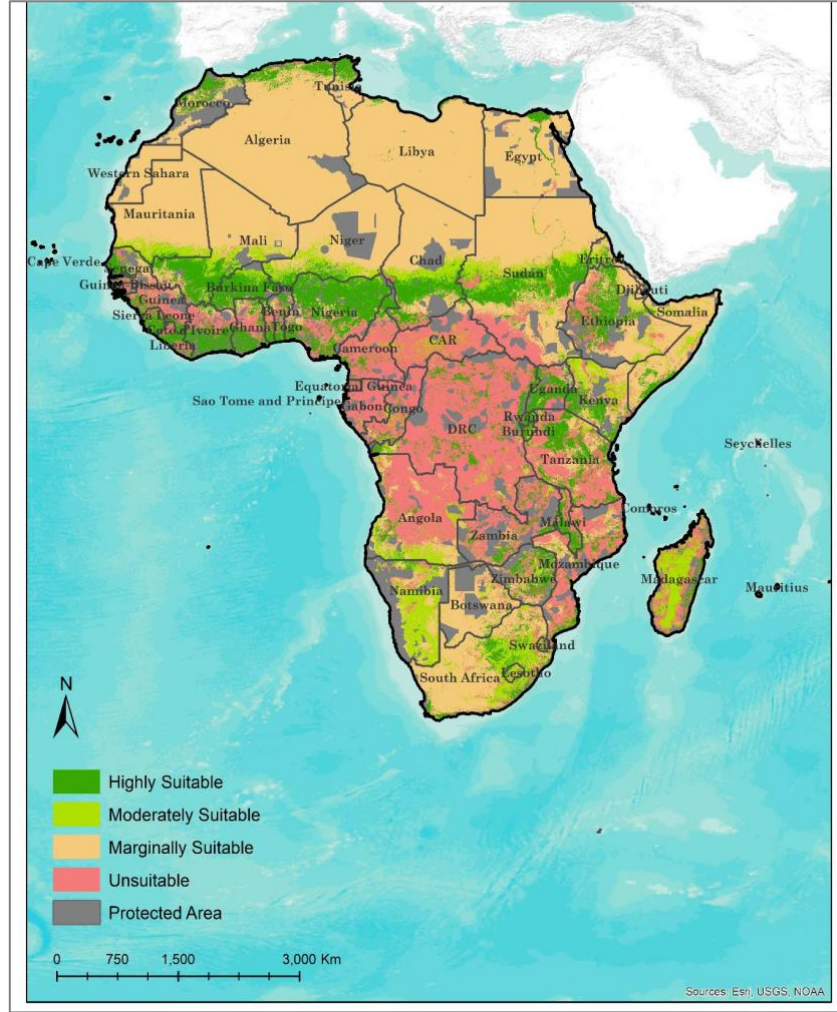 Tunisia
Morocco
Algeria
Libya
Egypt
Western Sahara
Mauritania
Mali
Niger
Chad
Sudan
Eritrea
Cape Verde
Senegal
Guinea Bissau
Burkina Faso
Djibouti
Guinea
Benin
Nigeria
Somalia
Sierra Leone
Ethiopia
Cote d'Ivoire
Ghana
Togo
Liberia
Cameroon
CAR
Equatorial Guinea
Uganda
Kenya
Sao Tome and Principe
Gabon
Congo
Rwanda
DRC
Burundi
Seychelles
Tanzania
Comoros
Angola
Malawi
Zambia
Mozambique
Zimbabwe
Madagascar
Namibia
Mauritius
Botswana
Swaziland
South Africa
Lesotho
N
Highly Suitable
Moderately Suitable
Marginally Suitable
Unsuitable
Protected Area
0 750 1,500 3,000 Km
Sources: Esri, USGS, NOAA